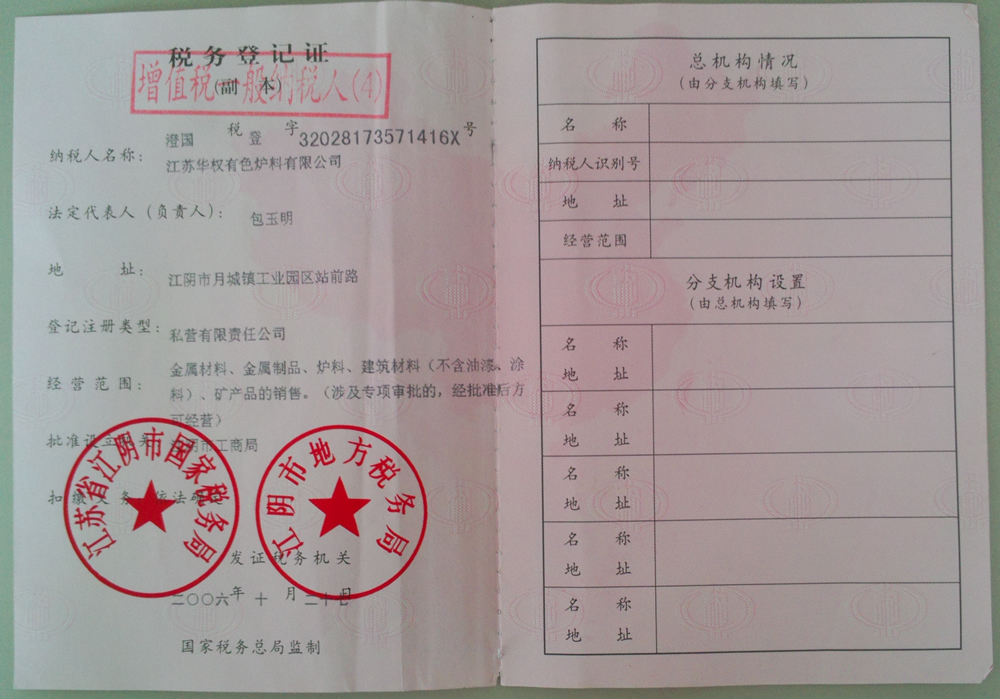 税务登记证
(副 本)
增值税一般纳税人(4)
澄国 税 登 字 32028173571416X 号
纳税人名称: 江苏华权有色炉料有限公司
法定代表人(负责人): 包玉明
地 址: 江阴市月城镇工业园区站前路
登记注册类型: 私营有限责任公司
经营范围: 金属材料、金属制品、炉料、建筑材料(不含油漆、涂
料)、矿产品的销售。(涉及专项审批的,经批准后方
可经营)
批准设立机关 江阴市工商局
扣缴义务 依法确定
江苏省江阴市国家税务局
江阴市地方税务局
发证税务机关
二〇〇六年 十 月 二十七日
国家税务总局监制
总机构情况
(由分支机构填写)
名 称
纳税人识别号
地 址
经营范围
分支机构设置
(由总机构填写)
名 称
地 址
名 称
地 址
名 称
地 址
名 称
地 址
名 称
地 址